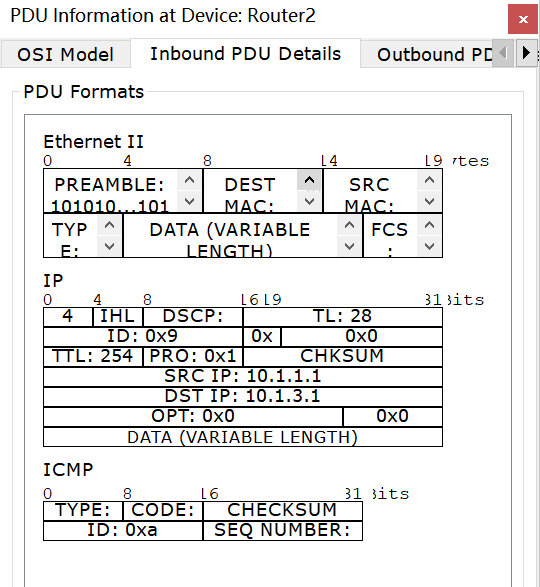 PDU Information at Device: Router2
OSI Model Inbound PDU Details Outbound PD
PDU Formats
Ethernet II
0 4 8 14 19 ytes
PREAMBLE: 101010...101 DEST MAC: SRC MAC:
TYP E: DATA (VARIABLE LENGTH) FCS :
IP
0 4 8 16 19 31 Bits
4 IHL DSCP: TL: 28
ID: 0x9 0x 0x0
TTL: 254 PRO: 0x1 CHKSUM
SRC IP: 10.1.1.1
DST IP: 10.1.3.1
OPT: 0x0 0x0
DATA (VARIABLE LENGTH)
ICMP
0 8 16 31 Bits
TYPE: CODE: CHECKSUM
ID: 0xa SEQ NUMBER: